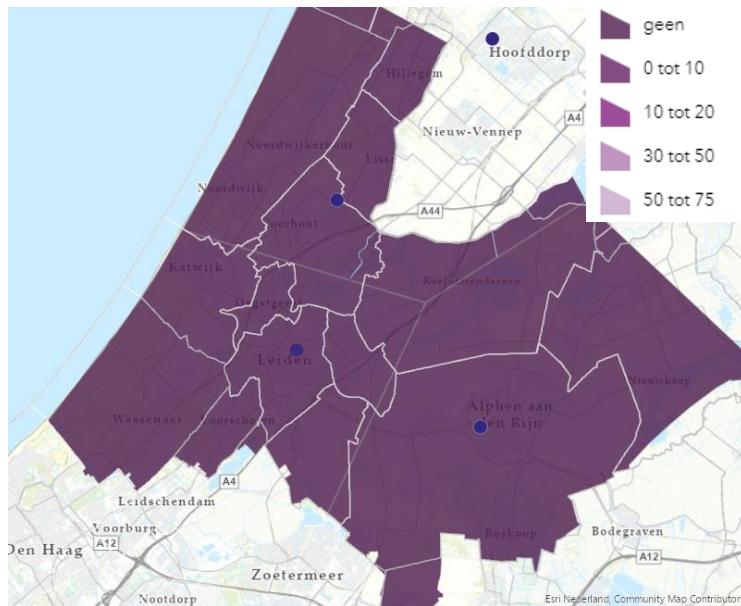 geen
0 tot 10
10 tot 20
30 tot 50
50 tot 75
Hoofddorp
Hillegom
A4
Nieuw-Vennep
Noordwijkerhout
Lisse
Noordwijk
A44
Voorhout
Katwijk
Roelofarendsveen
Oegstgeest
Leiden
Nieuwkoop
Alphen aan
den Rijn
Wassenaar
Voorschoten
A4
Leidschendam
Voorburg
Boskoop
Bodegraven
Den Haag
A12
A12
Zoetermeer
Nootdorp
Esri Nederland, Community Map Contributors